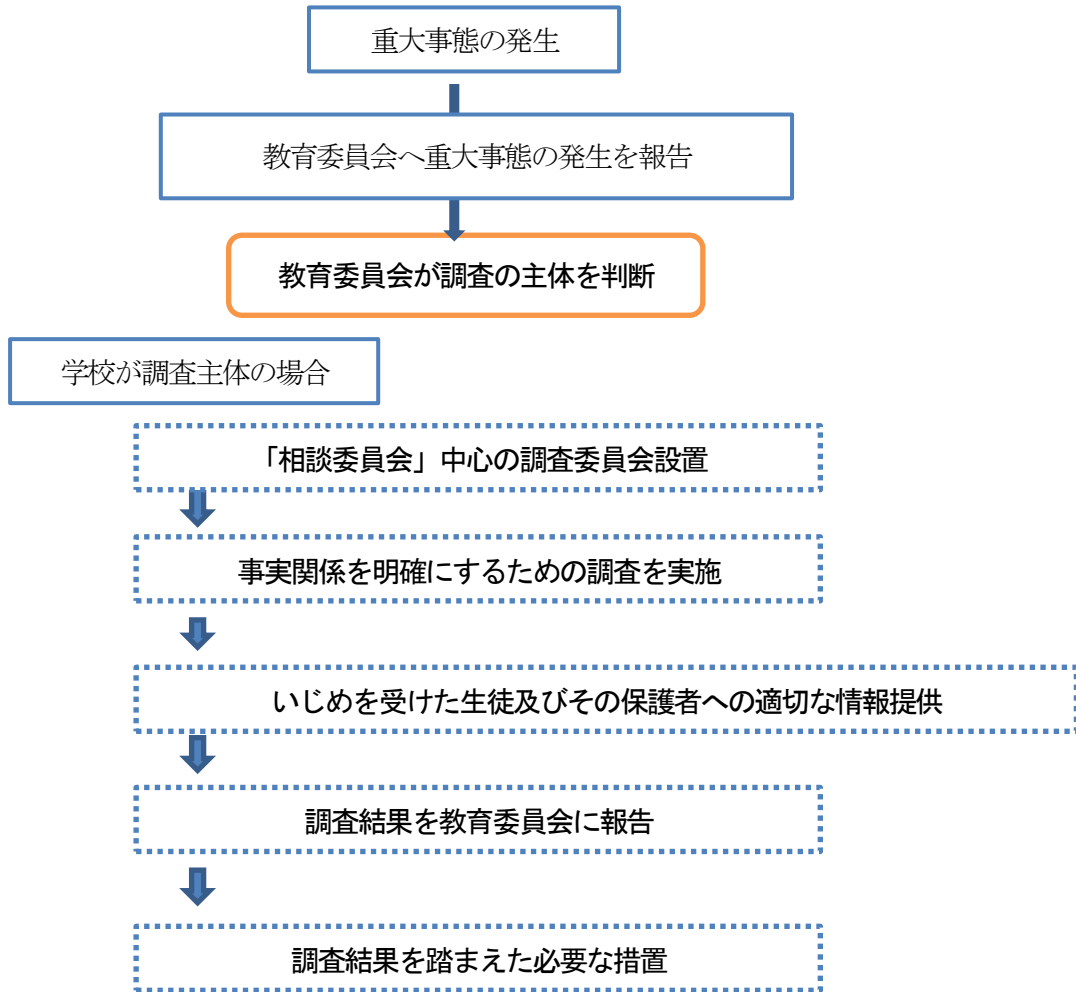 重大事態の発生
教育委員会へ重大事態の発生を報告
教育委員会が調査の主体を判断
学校が調査主体の場合
「相談委員会」中心の調査委員会設置
事実関係を明確にするための調査を実施
いじめを受けた生徒及びその保護者への適切な情報提供
調査結果を教育委員会に報告
調査結果を踏まえた必要な措置